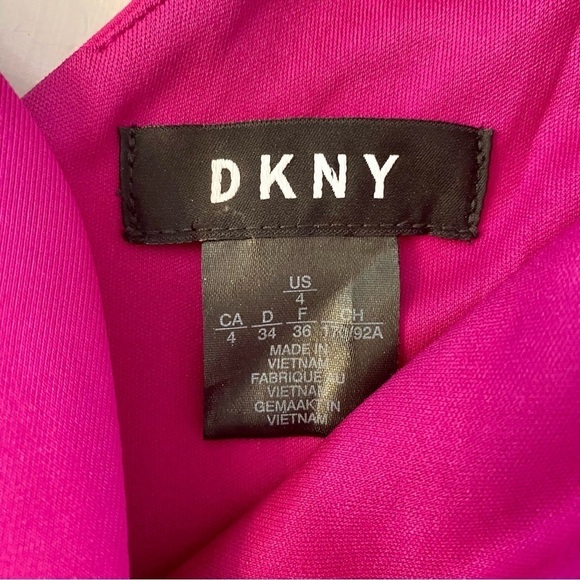 DKNY
US
4
CA D F CH
4 34 36 170/92A
MADE IN
VIETNAM
FABRIQUE AU
VIETNAM
GEMAAKT IN
VIETNAM